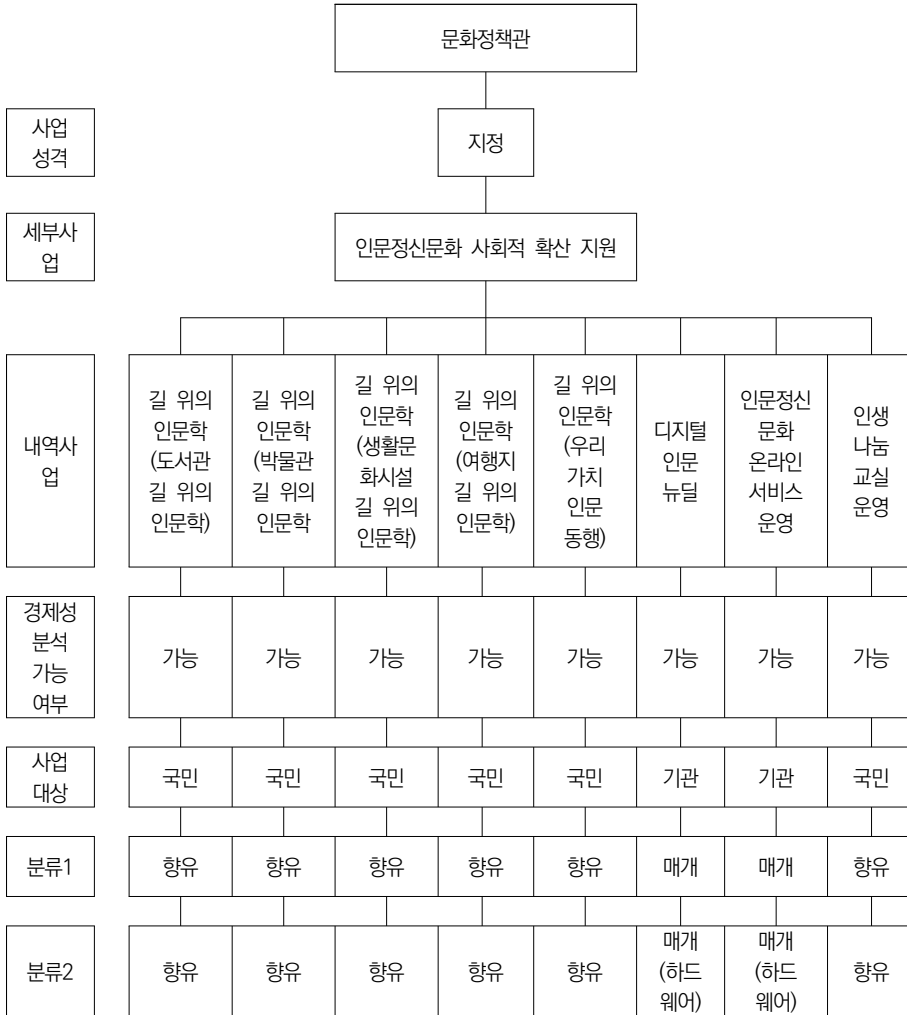 문화정책관
사업
성격
지정
세부사
업
인문정신문화 사회적 확산 지원
내역사
업
길 위의
인문학
(도서관
길 위의
인문학)
길 위의
인문학
(박물관
길 위의
인문학
길 위의
인문학
(생활문
화시설
길 위의
인문학)
길 위의
인문학
(여행지
길 위의
인문학)
길 위의
인문학
(우리
가치
인문
동행)
디지털
인문
뉴딜
인문정신
문화
온라인
서비스
운영
인생
나눔
교실
운영
경제성
분석
가능
여부
가능
가능
가능
가능
가능
가능
가능
가능
사업
대상
국민
국민
국민
국민
국민
기관
기관
국민
분류1
향유
향유
향유
향유
향유
매개
매개
향유
분류2
향유
향유
향유
향유
향유
매개
(하드
웨어)
매개
(하드
웨어)
향유